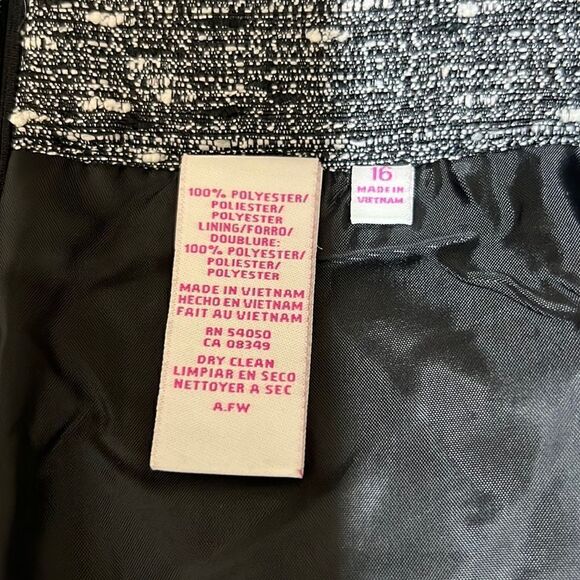 100% POLYESTER/
POLIESTER/
POLYESTER
LINING/FORRO/
DOUBLURE:
100% POLYESTER/
POLIESTER/
POLYESTER
MADE IN VIETNAM
HECHO EN VIETNAM
FAIT AU VIETNAM
RN 54050
CA 08349
DRY CLEAN
LIMPIAR EN SECO
NETTOYER A SEC
A.FW
16
MADE IN
VIETNAM